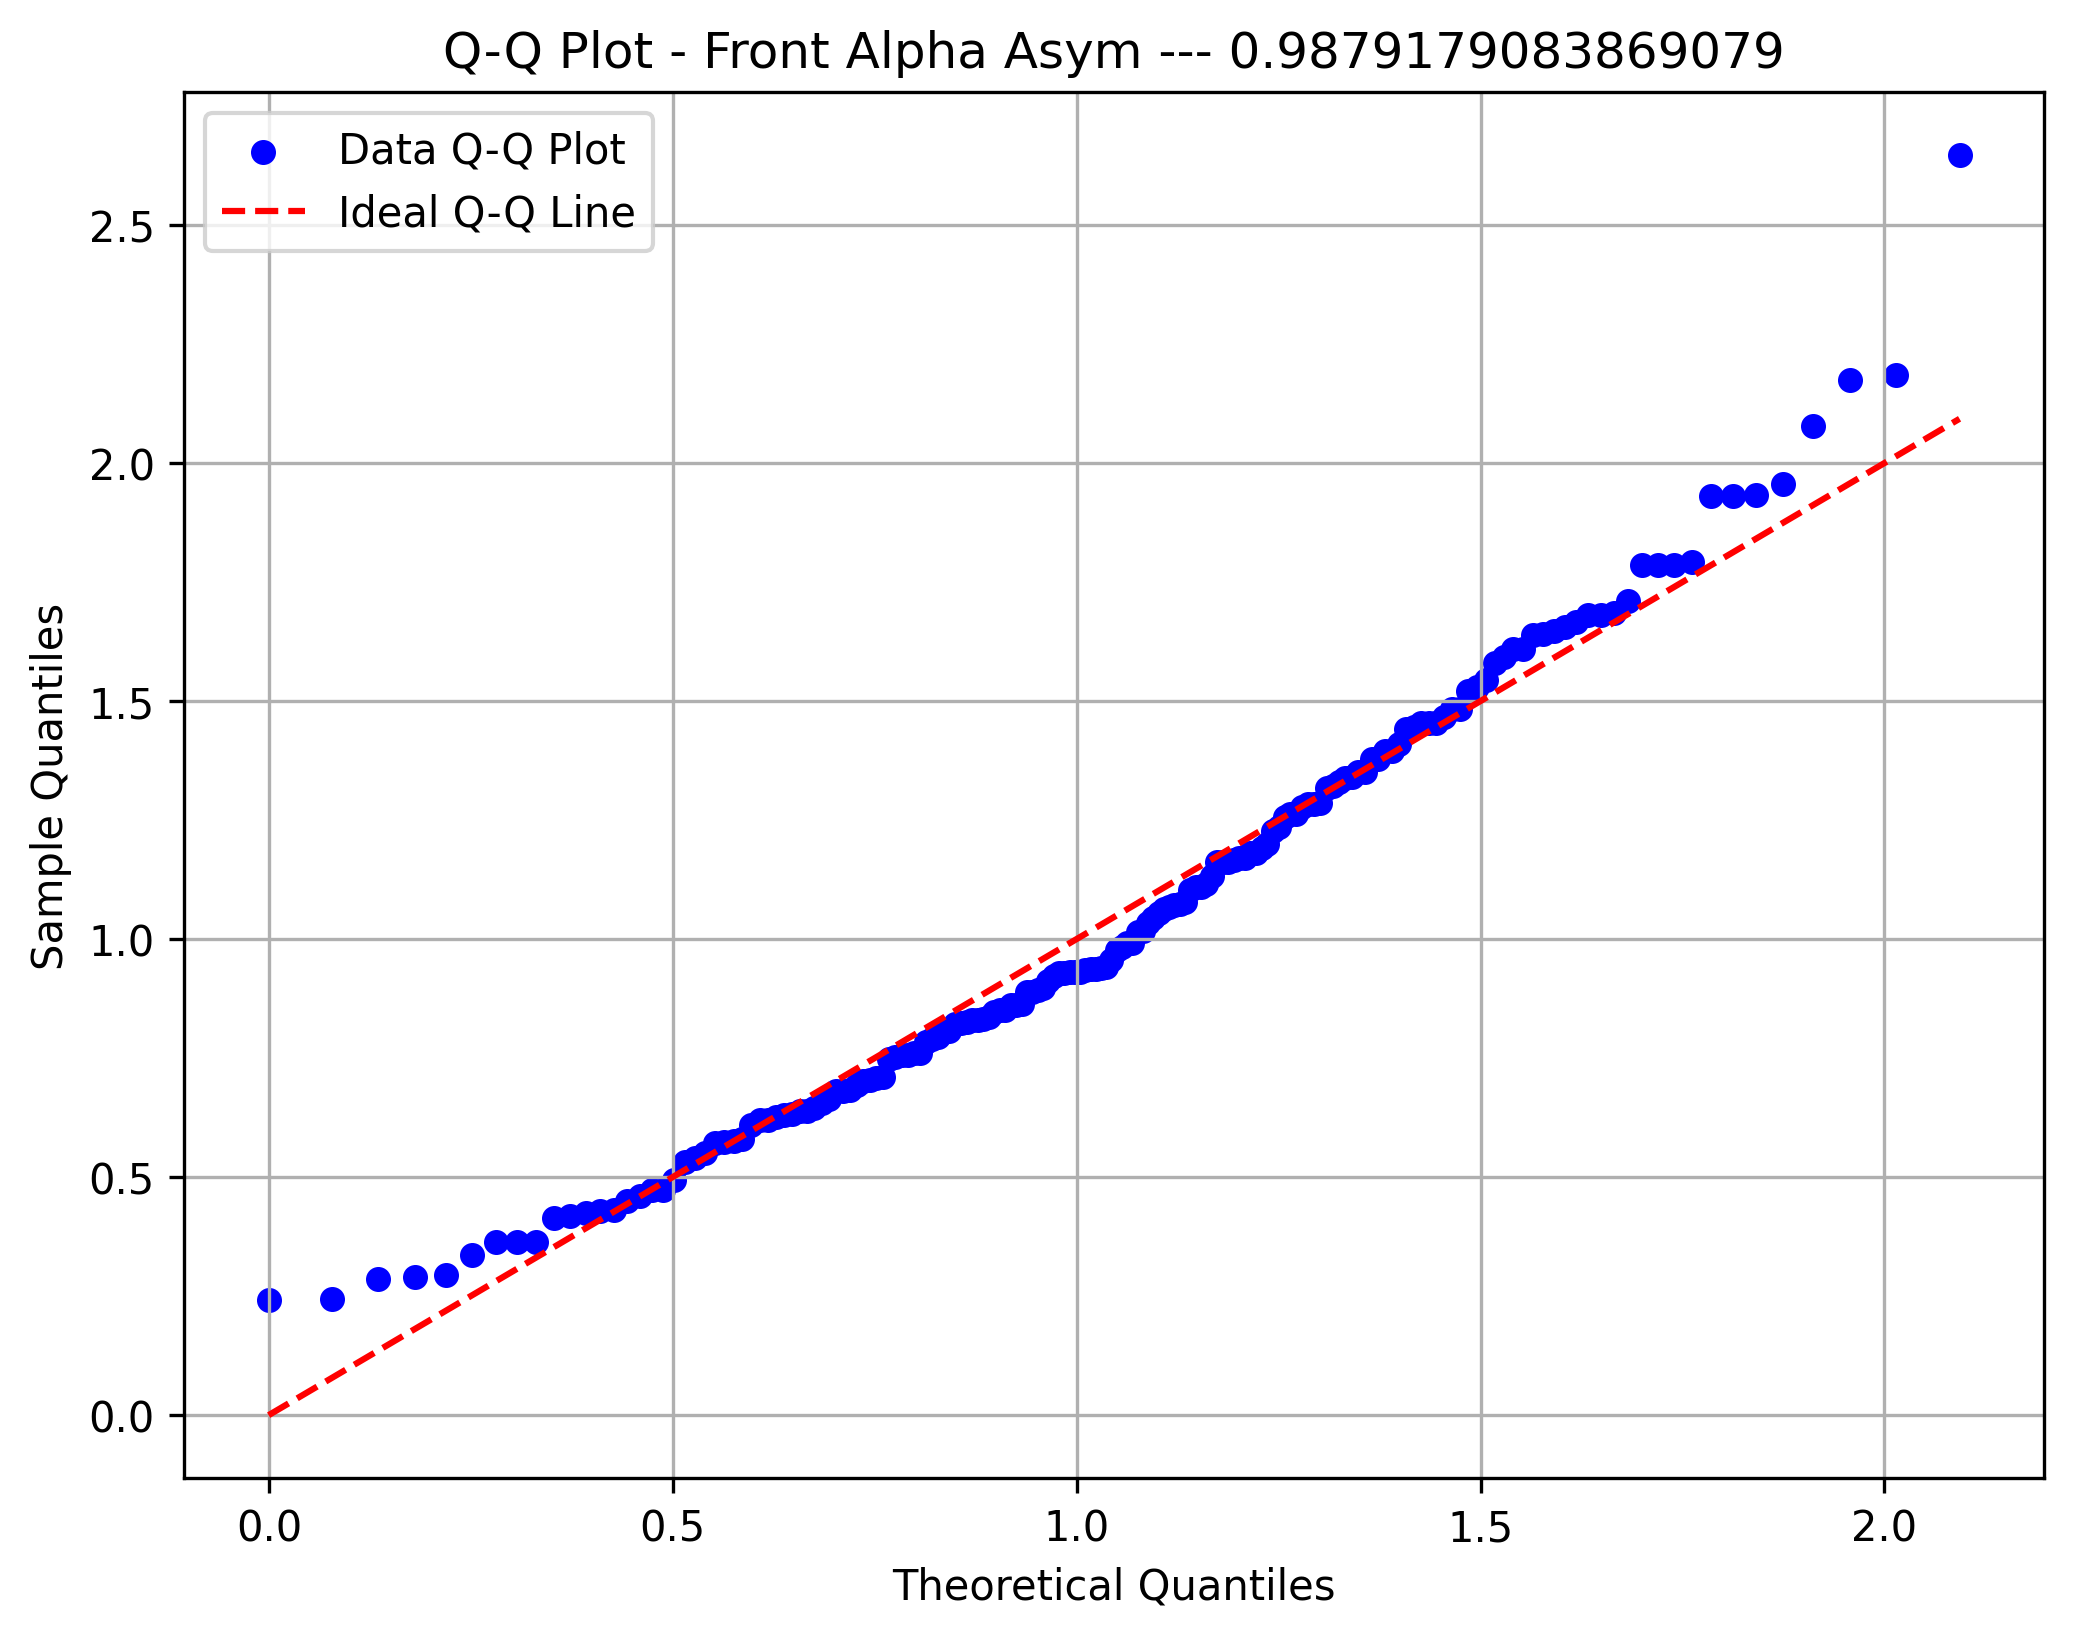 Q-Q Plot - Front Alpha Asym --- 0.9879179083869079
Data Q-Q Plot
Ideal Q-Q Line
2.5
2.0
1.5
1.0
0.5
0.0
Sample Quantiles
0.0 0.5 1.0 1.5 2.0
Theoretical Quantiles